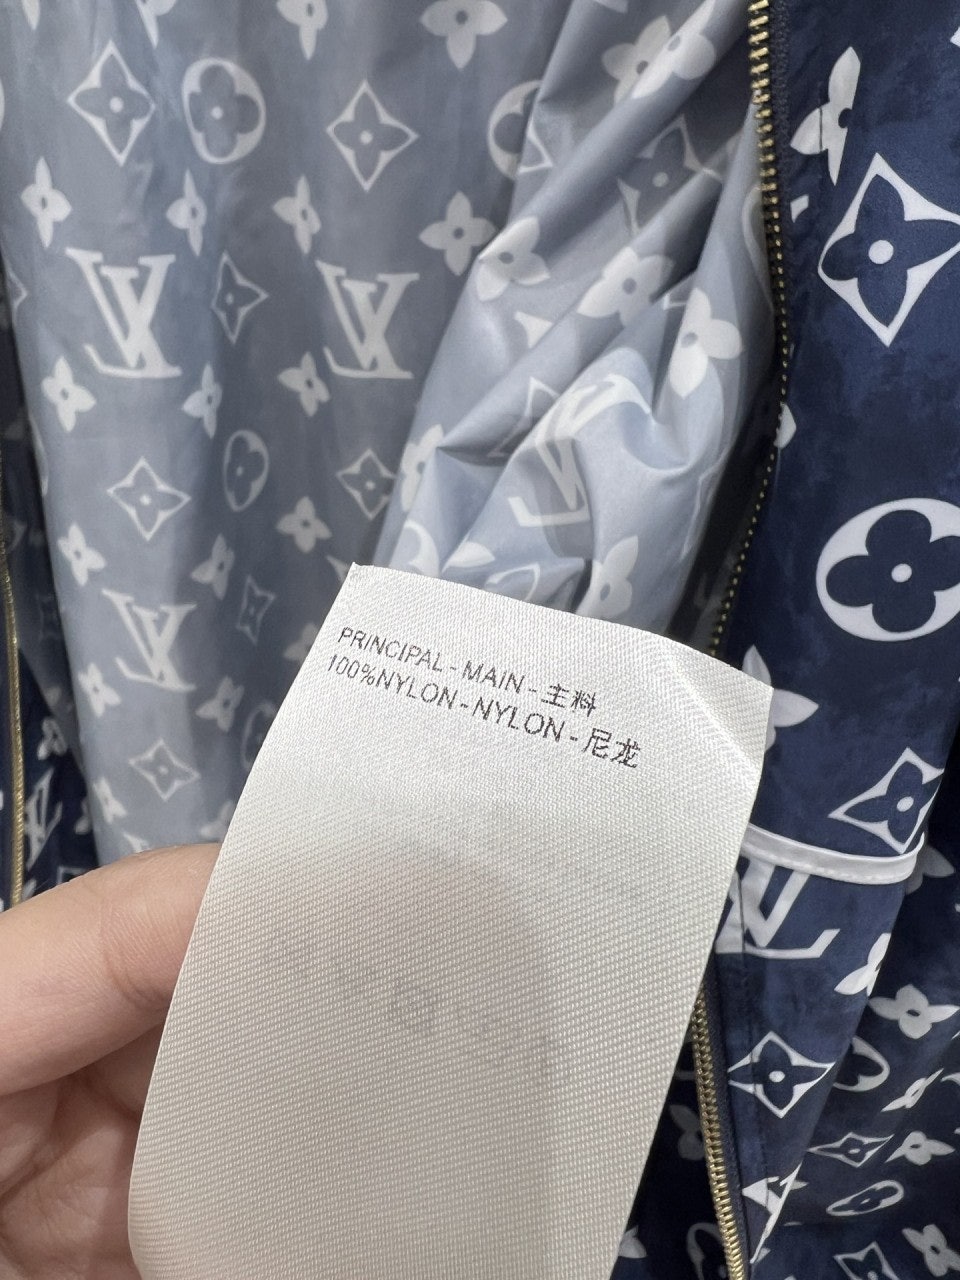 PRINCIPAL - MAIN - 主料
100%NYLON - NYLON - 尼龙